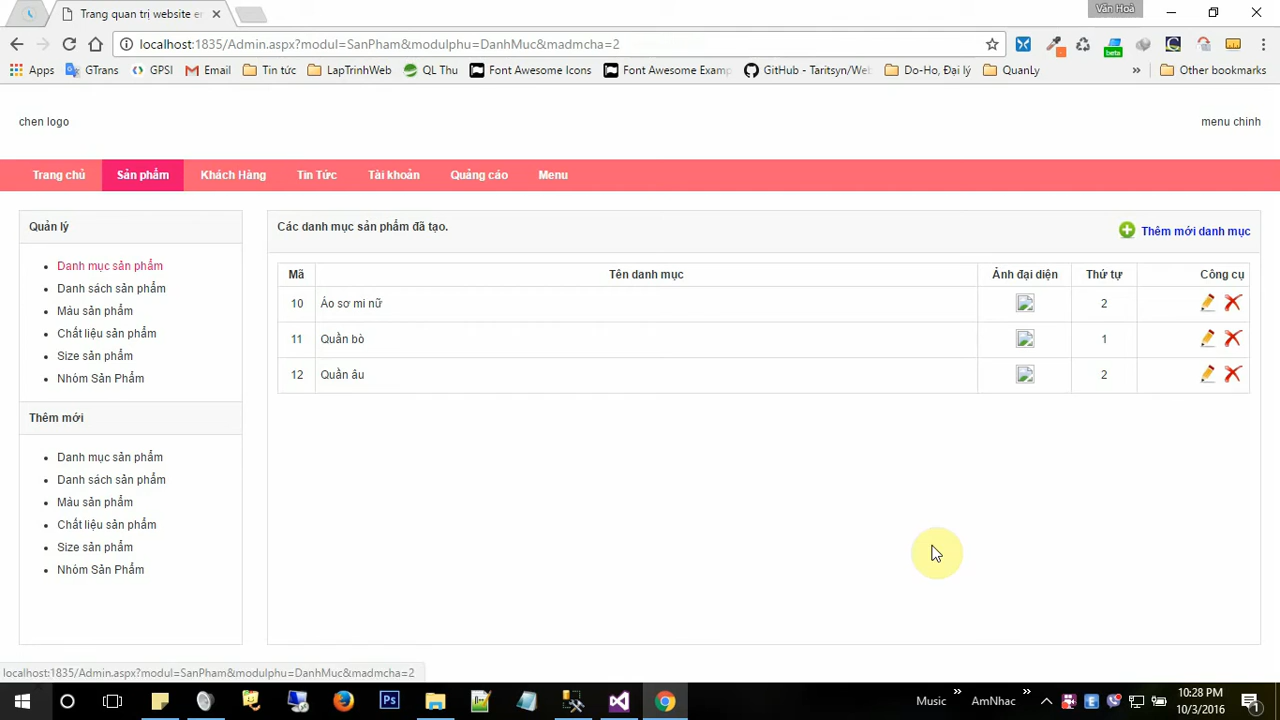 Trang quan trị website
Văn Hoà
localhost:1835/Admin.aspx?modul=SanPham&modulphu=DanhMuc&madmcha=2
beta
Apps GTrans GPSI Email Tin tức LapTrinhWeb QL Thu Font Awesome Icons Font Awesome Examp GitHub - Taritsyn/We Do-Ho, Đại lý QuanLy » Other bookmarks
chen logo
menu chinh
Trang chủ Sản phẩm Khách Hàng Tin Tức Tài khoản Quảng cáo Menu
Quản lý
Danh mục sản phẩm
Danh sách sản phẩm
Màu sản phẩm
Chất liệu sản phẩm
Size sản phẩm
Nhóm Sản Phẩm
Thêm mới
Danh mục sản phẩm
Danh sách sản phẩm
Màu sản phẩm
Chất liệu sản phẩm
Size sản phẩm
Nhóm Sản Phẩm
Các danh mục sản phẩm đã tạo.
Thêm mới danh mục
Mã Tên danh mục Ảnh đại diện Thứ tự Công cụ
10 Áo sơ mi nữ 2
11 Quần bò 1
12 Quần âu 2
localhost:1835/Admin.aspx?modul=SanPham&modulphu=DanhMuc&madmcha=2
Ps
Music » AmNhac »
10:28 PM
10/3/2016
1